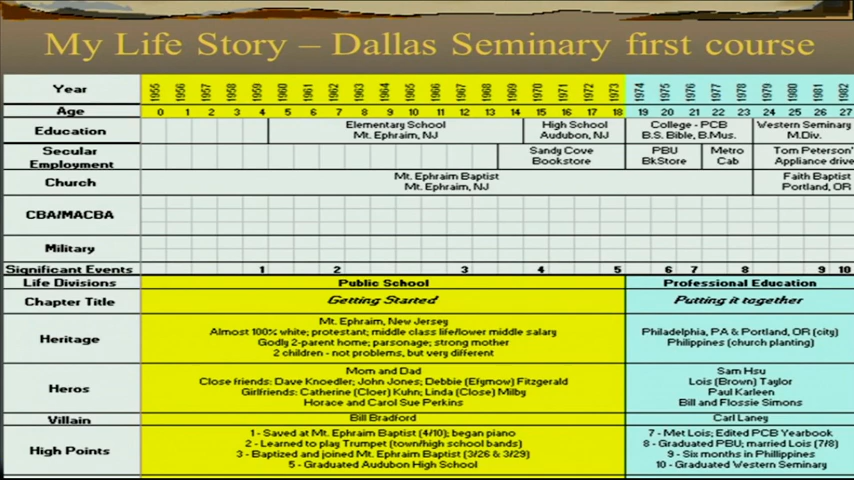 My Life Story – Dallas Seminary first course
Year 1955 1956 1957 1958 1959 1960 1961 1962 1963 1964 1965 1966 1967 1968 1969 1970 1971 1972 1973 1974 1975 1976 1977 1978 1979 1980 1981 1982
Age 0 1 2 3 4 5 6 7 8 9 10 11 12 13 14 15 16 17 18 19 20 21 22 23 24 25 26 27
Education Elementary School High School College - PCB Western Seminary
Mt. Ephraim, NJ Audubon, NJ B.S. Bible, B.Mus. M.Div.
Secular Sandy Cove PBU Metro Tom Peterson'
Employment Bookstore BkStore Cab Appliance drive
Church Mt. Ephraim Baptist Faith Baptist
Mt. Ephraim, NJ Portland, OR
CBA/MACBA
Military
Significant Events 1 2 3 4 5 6 7 8 9 10
Life Divisions Public School Professional Education
Chapter Title Getting Started Putting it together
Mt. Ephraim, New Jersey
Almost 100% white; protestant; middle class life/lower middle salary Philadelphia, PA & Portland, OR (city)
Heritage Godly 2-parent home; parsonage; strong mother Philippines (church planting)
2 children - not problems, but very different
Mom and Dad Sam Hsu
Close friends: Dave Knoedler; John Jones; Debbie (Efymow) Fitzgerald Lois (Brown) Taylor
Heros Girlfriends: Catherine (Cloer) Kuhn; Linda (Close) Milby Paul Karleen
Horace and Carol Sue Perkins Bill and Flossie Simons
Villain Bill Bradford Carl Laney
1 - Saved at Mt. Ephraim Baptist (4/10); began piano 7 - Met Lois; Edited PCB Yearbook
2 - Learned to play Trumpet (town/high school bands) 8 - Graduated PBU; married Lois (7/8)
High Points 3 - Baptized and joined Mt. Ephraim Baptist (3/26 & 3/29) 9 - Six months in Phillippines
5 - Graduated Audubon High School 10 - Graduated Western Seminary